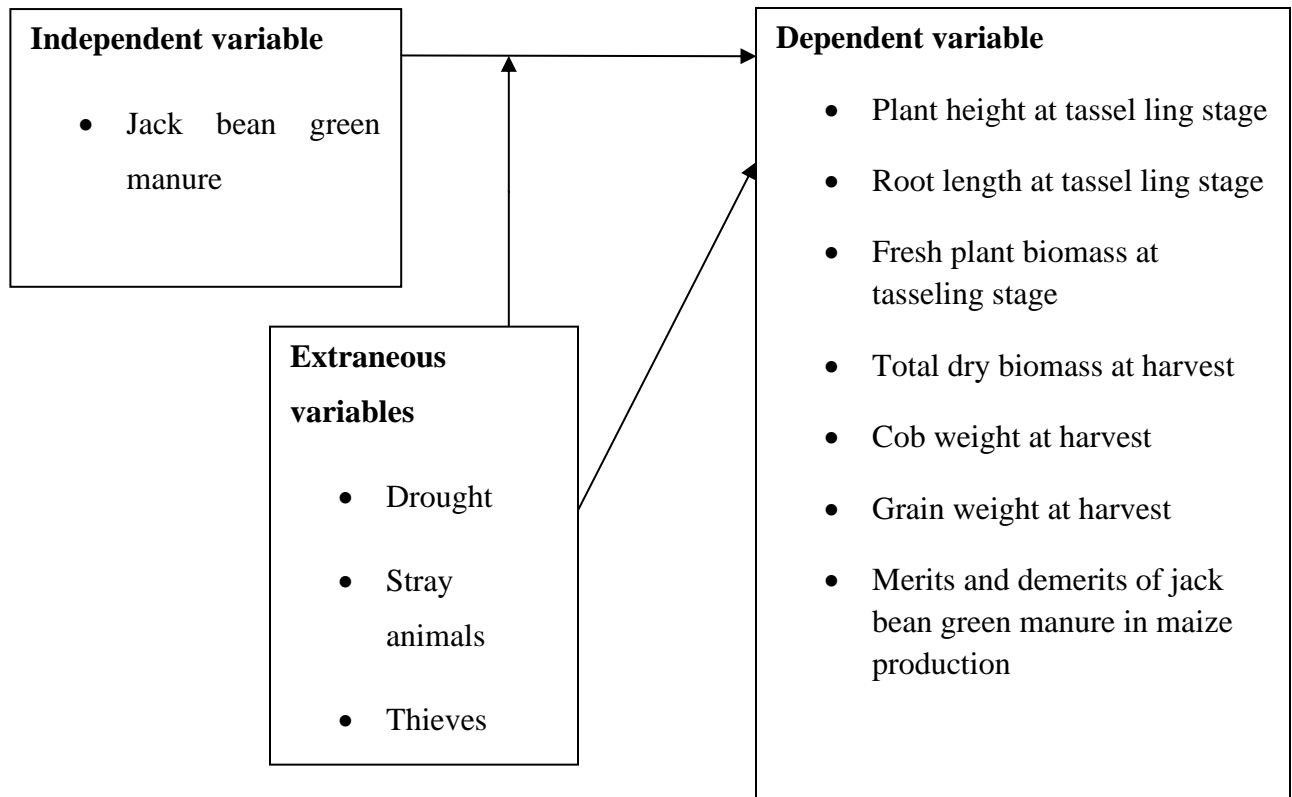 Independent variable
• Jack bean green
manure
Extraneous
variables
• Drought
• Stray
animals
• Thieves
Dependent variable
• Plant height at tassel ling stage
• Root length at tassel ling stage
• Fresh plant biomass at
tasseling stage
• Total dry biomass at harvest
• Cob weight at harvest
• Grain weight at harvest
• Merits and demerits of jack
bean green manure in maize
production